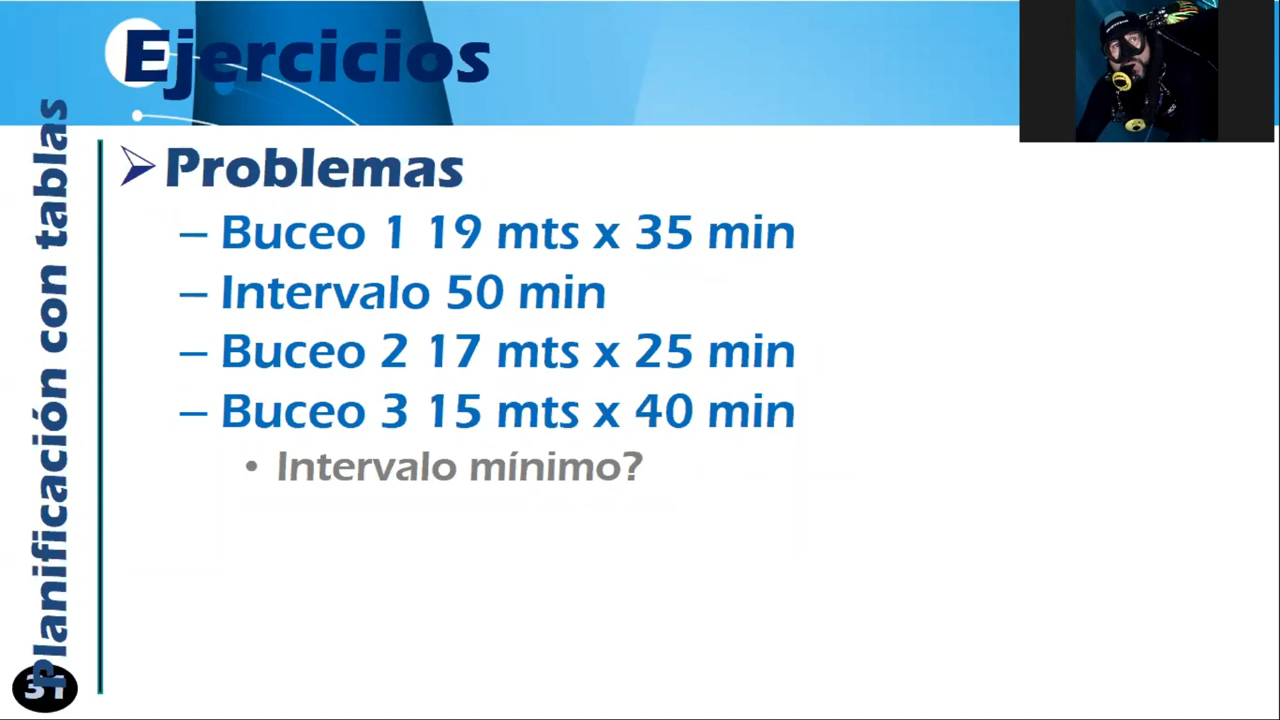 Ejercicios
Planificación con tablas
Problemas
– Buceo 1 19 mts x 35 min
– Intervalo 50 min
– Buceo 2 17 mts x 25 min
– Buceo 3 15 mts x 40 min
• Intervalo mínimo?
31